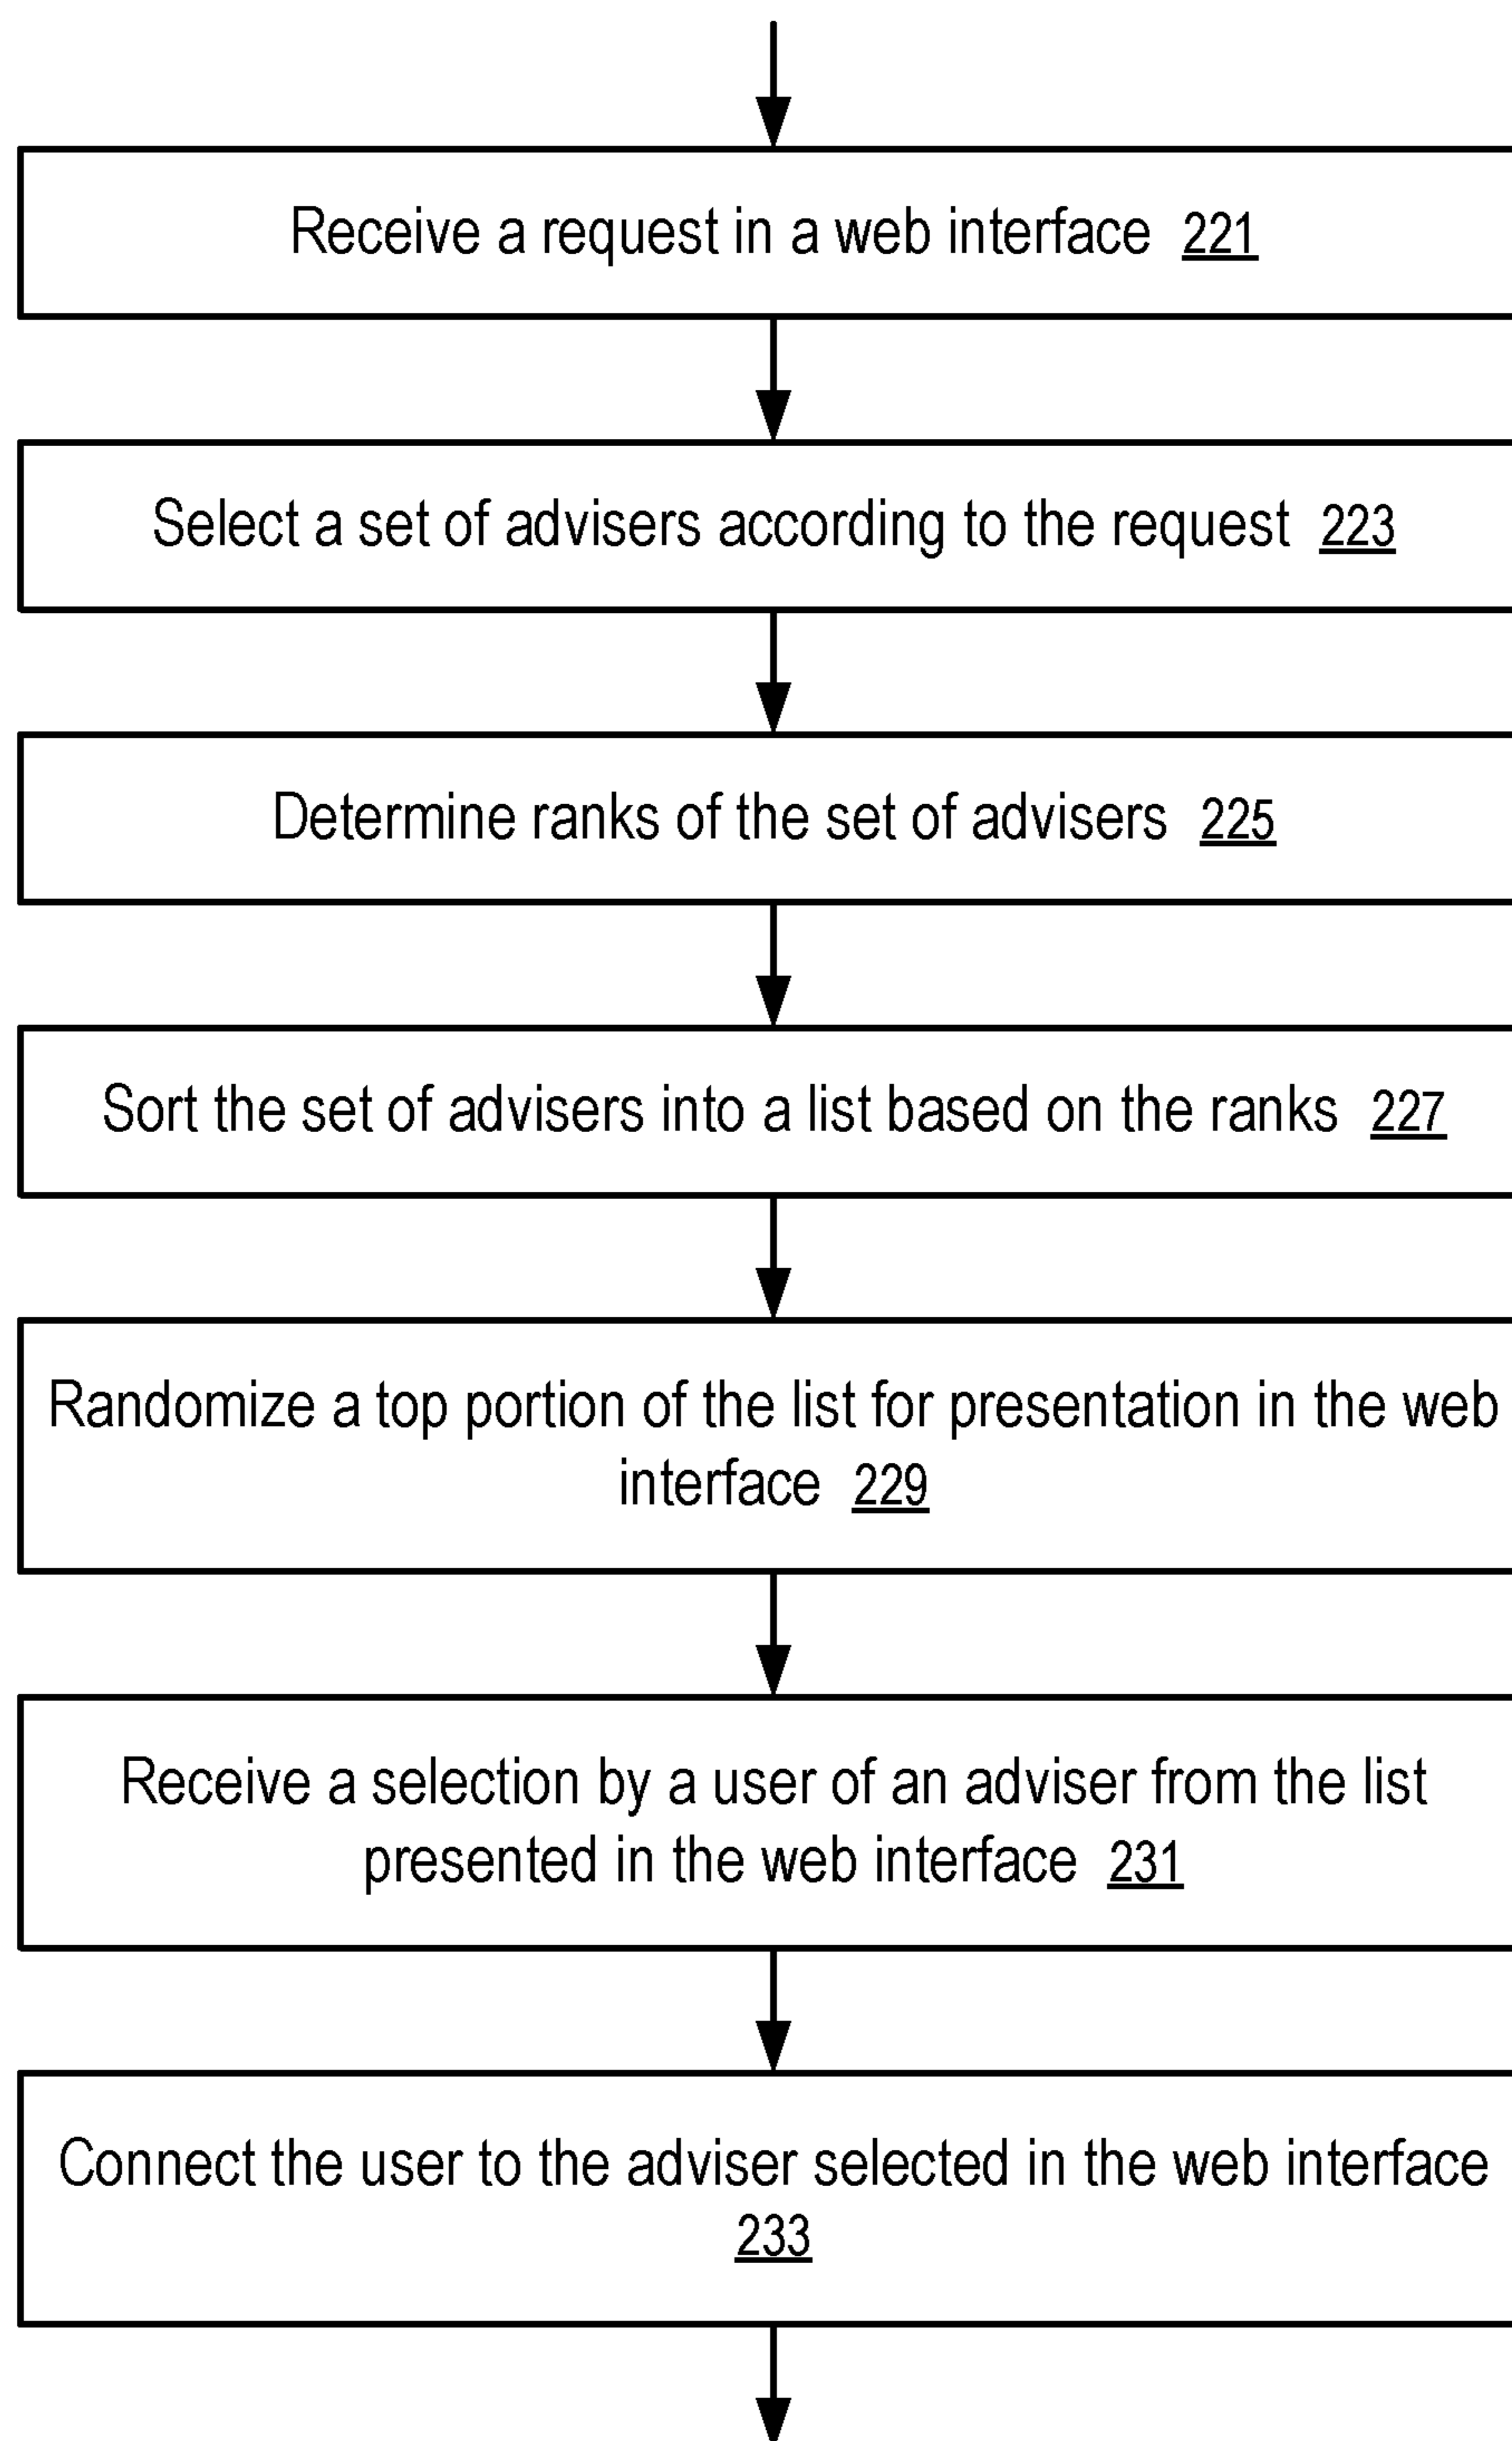 Receive a request in a web interface 221
Select a set of advisers according to the request 223
Determine ranks of the set of advisers 225
Sort the set of advisers into a list based on the ranks 227
Randomize a top portion of the list for presentation in the web
interface 229
Receive a selection by a user of an adviser from the list
presented in the web interface 231
Connect the user to the adviser selected in the web interface
233